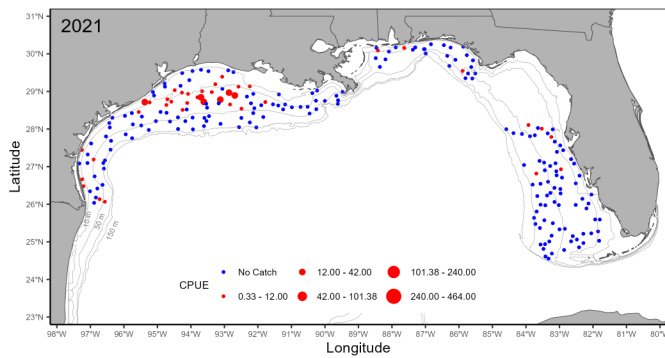 2021
31°N
30°N
29°N
28°N
27°N
26°N
25°N
24°N
23°N
Latitude
10 m
50 m
150 m
CPUE
No Catch
12.00 - 42.00
101.38 - 240.00
0.33 - 12.00
42.00 - 101.38
240.00 - 464.00
98°W 97°W 96°W 95°W 94°W 93°W 92°W 91°W 90°W 89°W 88°W 87°W 86°W 85°W 84°W 83°W 82°W 81°W 80°W
Longitude